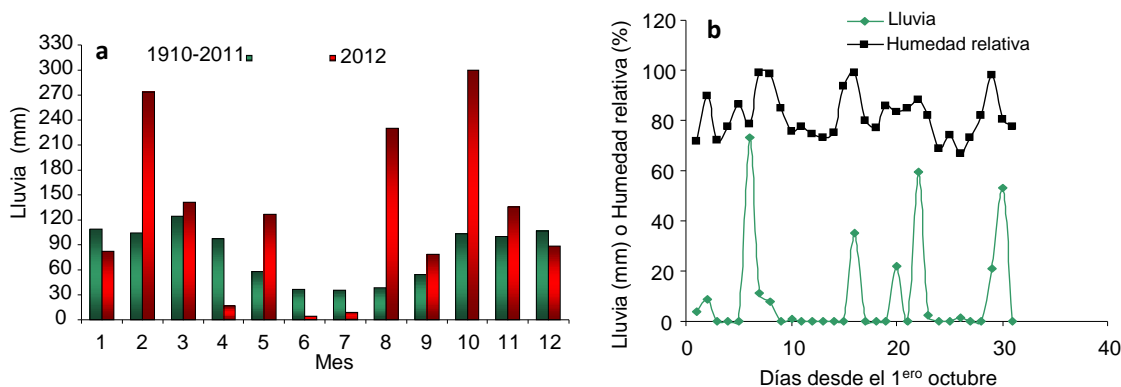 a
1910-2011
2012
Lluvia (mm)
330
300
270
240
210
180
150
120
90
60
30
0
1 2 3 4 5 6 7 8 9 10 11 12
Mes
b
Lluvia
Humedad relativa
Lluvia (mm) o Humedad relativa (%)
120
100
80
60
40
20
0
0 10 20 30 40
Días desde el 1ero octubre